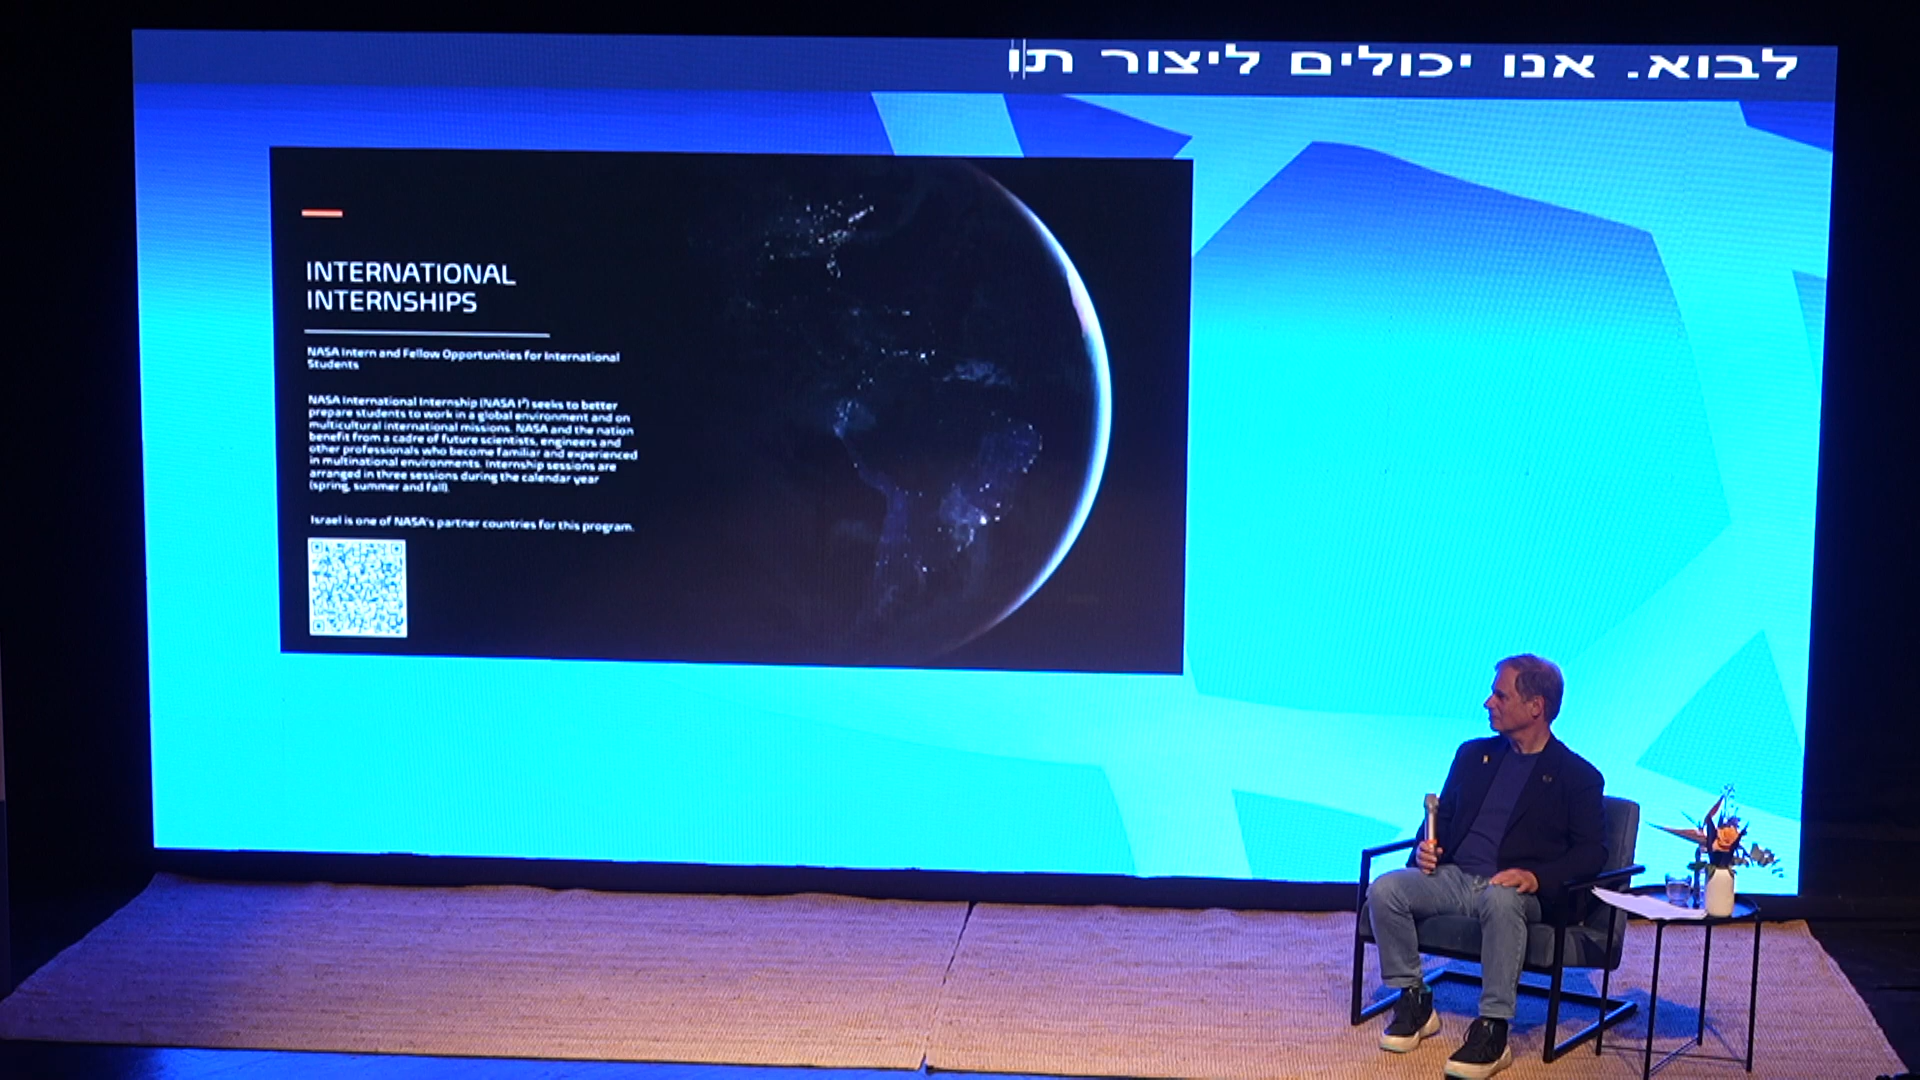 לבוא. אנו יכולים ליצור תו
INTERNATIONAL
INTERNSHIPS
NASA Intern and Fellow Opportunities for International
Students
NASA International Internship (NASA I²) seeks to better
prepare students to work in a global environment and on
multicultural international missions. NASA and the nation
benefit from a cadre of future scientists, engineers and
other professionals who become familiar and experienced
in multinational environments. Internship sessions are
arranged in three sessions during the calendar year
(spring, summer and fall).
Israel is one of NASA's partner countries for this program.